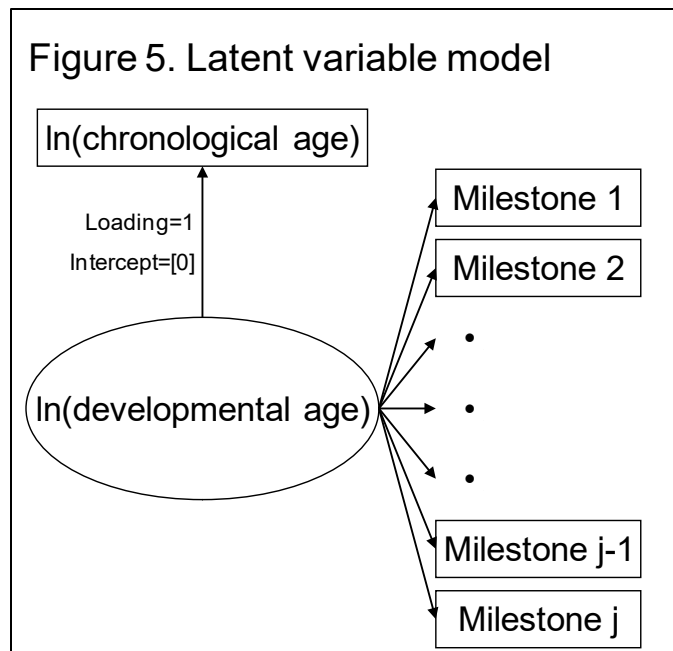 Figure 5. Latent variable model
ln(chronological age)
Loading=1
Intercept=[0]
ln(developmental age)
Milestone 1
Milestone 2
•
•
•
Milestone j-1
Milestone j